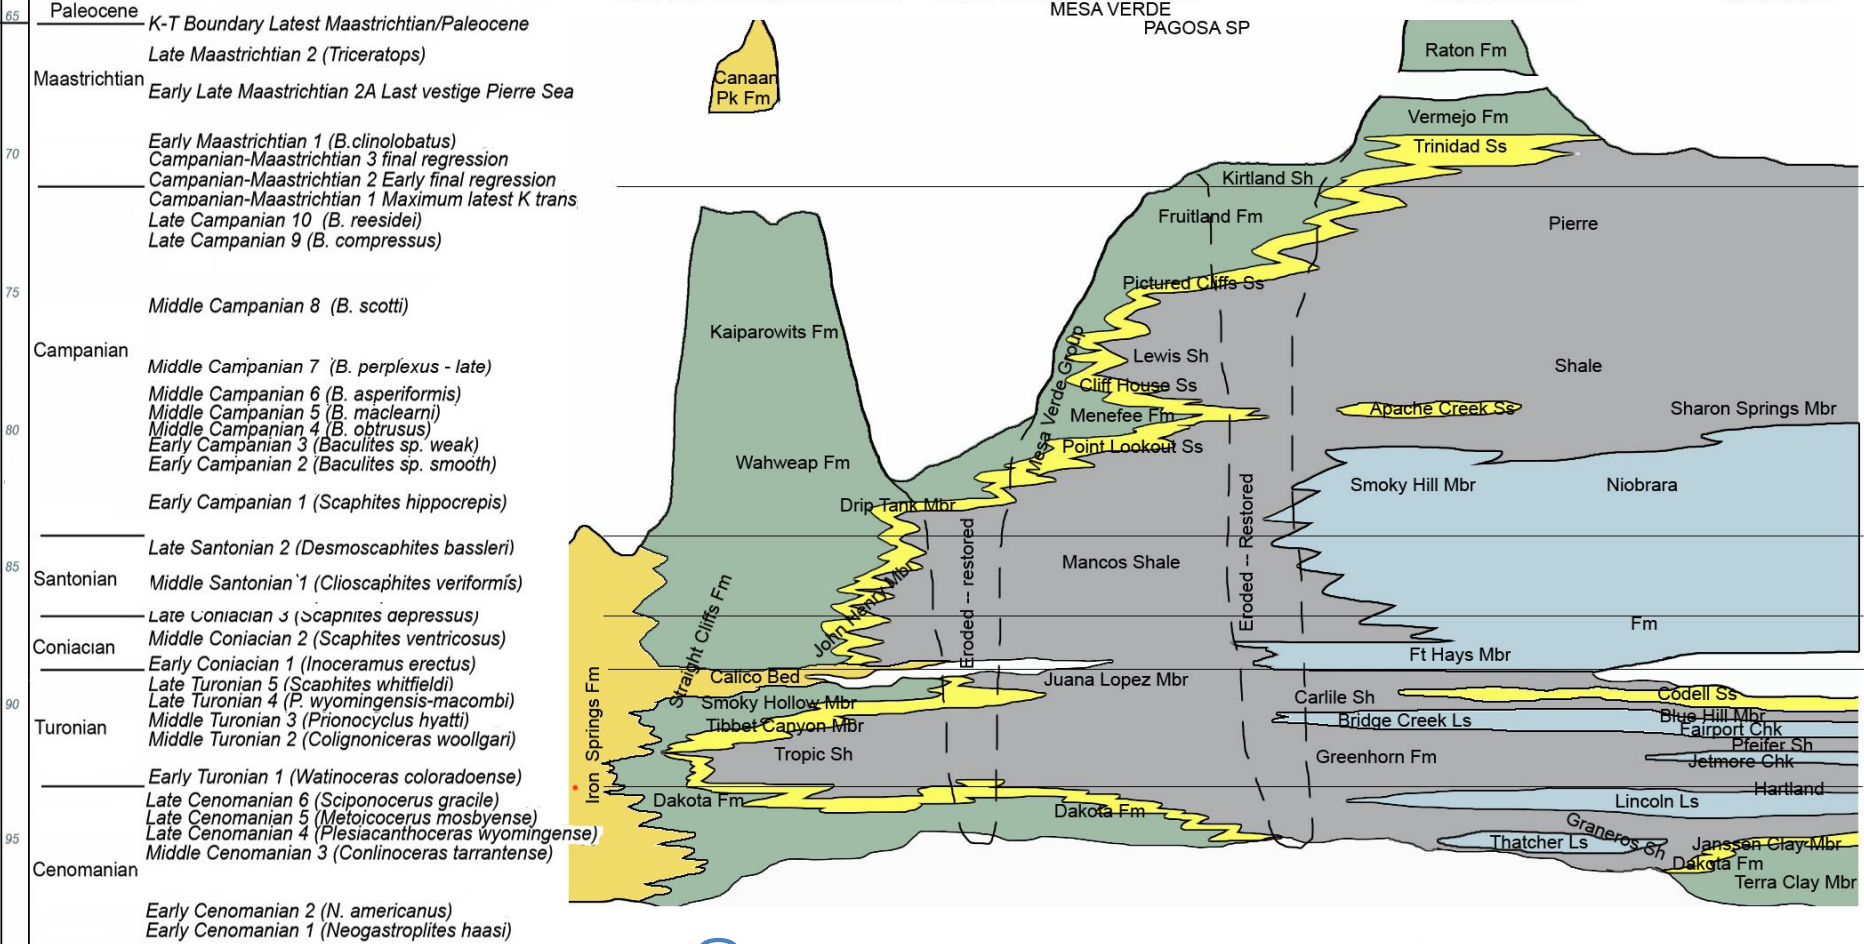 MESA VERDE
PAGOSA SP
65
Paleocene
K-T Boundary Latest Maastrichtian/Paleocene
Late Maastrichtian 2 (Triceratops)
Maastrichtian
Early Late Maastrichtian 2A Last vestige Pierre Sea
Early Maastrichtian 1 (B.clinolobatus)
70
Campanian-Maastrichtian 3 final regression
Campanian-Maastrichtian 2 Early final regression
Campanian-Maastrichtian 1 Maximum latest K trans
Late Campanian 10 (B. reesidei)
Late Campanian 9 (B. compressus)
75
Middle Campanian 8 (B. scotti)
Campanian
Middle Campanian 7 (B. perplexus - late)
Middle Campanian 6 (B. asperiformis)
Middle Campanian 5 (B. maclearni)
80
Middle Campanian 4 (B. obtrusus)
Early Campanian 3 (Baculites sp. weak)
Early Campanian 2 (Baculites sp. smooth)
Early Campanian 1 (Scaphites hippocrepis)
Late Santonian 2 (Desmoscaphites bassleri)
85
Santonian
Middle Santonian`1 (Clioscaphites veriformis)
Late Coniacian 3 (Scaphites depressus)
Coniacian
Middle Coniacian 2 (Scaphites ventricosus)
Early Coniacian 1 (Inoceramus erectus)
Late Turonian 5 (Scaphites whitfieldi)
90
Late Turonian 4 (P. wyomingensis-macombi)
Turonian
Middle Turonian 3 (Prionocyclus hyatti)
Middle Turonian 2 (Colignoniceras woollgari)
Early Turonian 1 (Watinoceras coloradoense)
Late Cenomanian 6 (Sciponocerus gracile)
Late Cenomanian 5 (Metoicoceras mosbyense)
95
Late Cenomanian 4 (Plesiacanthoceras wyomingense)
Middle Cenomanian 3 (Conlinoceras tarrantense)
Cenomanian
Early Cenomanian 2 (N. americanus)
Early Cenomanian 1 (Neogastroplites haasi)
Canaan
Pk Fm
Raton Fm
Vermejo Fm
Trinidad Ss
Kirtland Sh
Fruitland Fm
Pierre
Pictured Cliffs Ss
Kaiparowits Fm
Mesa Verde Group
Lewis Sh
Shale
Cliff House Ss
Menefee Fm
Apache Creek Ss
Sharon Springs Mbr
Point Lookout Ss
Wahweap Fm
Smoky Hill Mbr
Niobrara
Drip Tank Mbr
Eroded -- restored
Eroded -- Restored
Mancos Shale
John Henry Mbr
Straight Cliffs Fm
Fm
Ft Hays Mbr
Calico Bed
Juana Lopez Mbr
Iron Springs Fm
Smoky Hollow Mbr
Carlile Sh
Codell Ss
Tibbet Canyon Mbr
Bridge Creek Ls
Blue Hill Mbr
Fairport Chk
Tropic Sh
Greenhorn Fm
Pfeifer Sh
Jetmore Chk
Hartland
Dakota Fm
Lincoln Ls
Dakota Fm
Graneros Sh
Thatcher Ls
Janssen Clay Mbr
Dakota Fm
Terra Clay Mbr